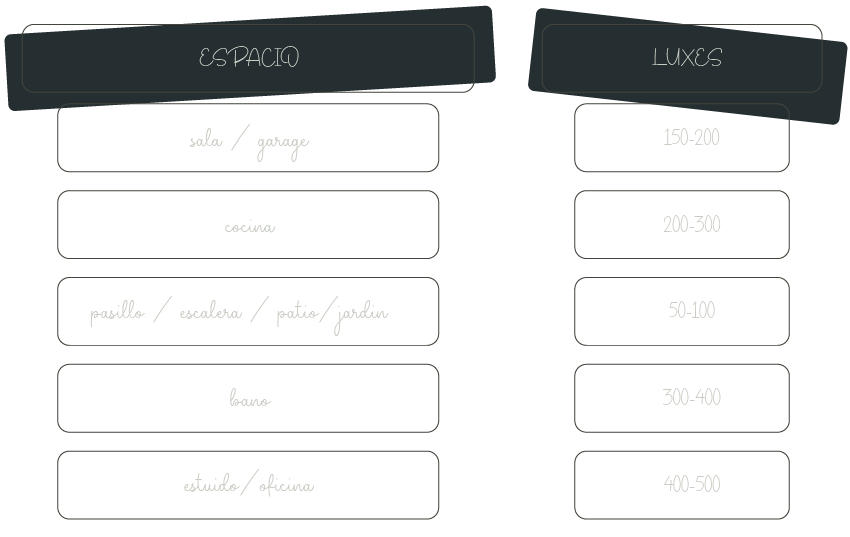 ESPACIO LUXES
sala / garage 150-200
cocina 200-300
pasillo / escalera / patio/jardin 50-100
bano 300-400
estuido/oficina 400-500